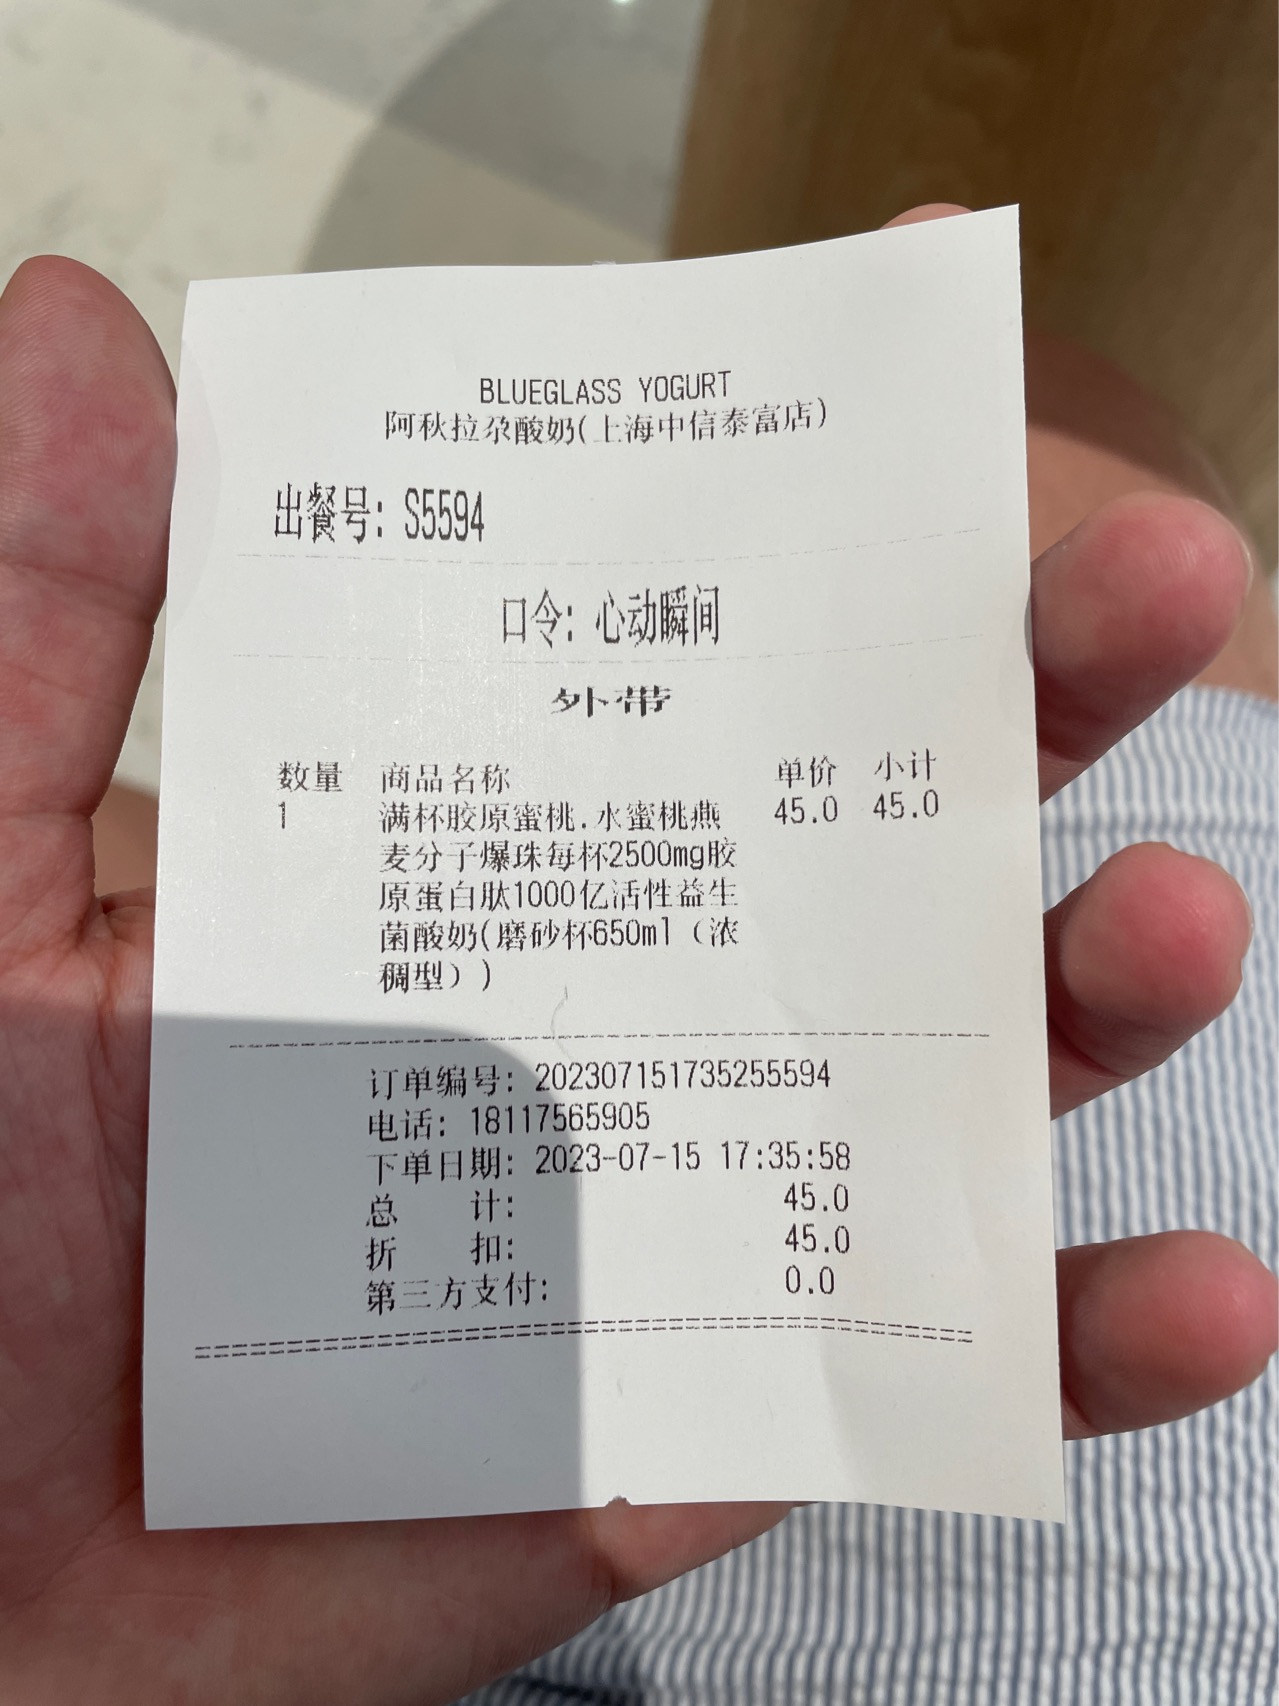 BLUEGLASS YOGURT
阿秋拉尕酸奶(上海中信泰富店)
出餐号: S5594
口令: 心动瞬间
外带
数量 商品名称 单价 小计
1 满杯胶原蜜桃.水蜜桃燕 45.0 45.0
麦分子爆珠每杯2500mg胶
原蛋白肽1000亿活性益生
菌酸奶(磨砂杯650ml（浓
稠型）)
订单编号: 202307151735255594
电话: 18117565905
下单日期: 2023-07-15 17:35:58
总 计: 45.0
折 扣: 45.0
第三方支付: 0.0